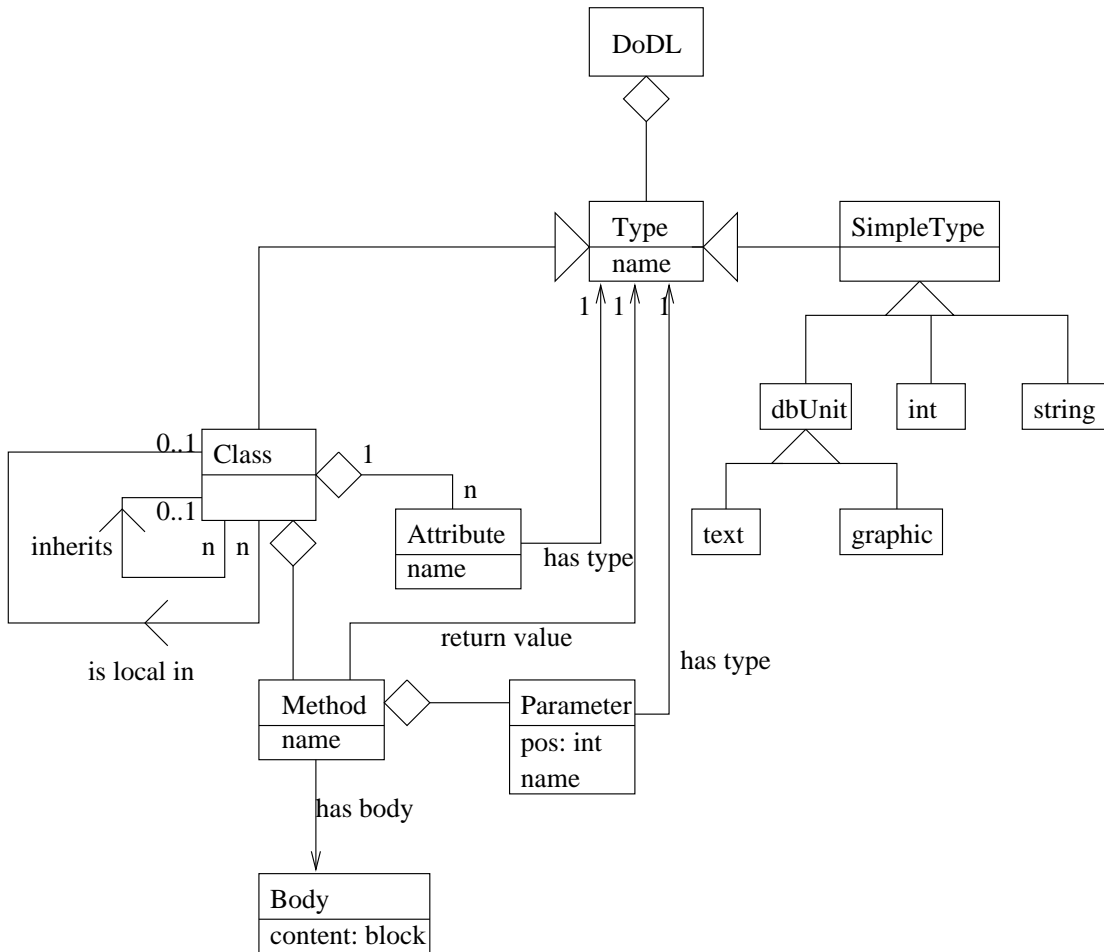 DoDL
Type
name
SimpleType
1
1
1
dbUnit
int
string
0..1
Class
1
n
0..1
inherits
n
n
Attribute
name
has type
text
graphic
return value
is local in
has type
Method
name
Parameter
pos: int
name
has body
Body
content: block